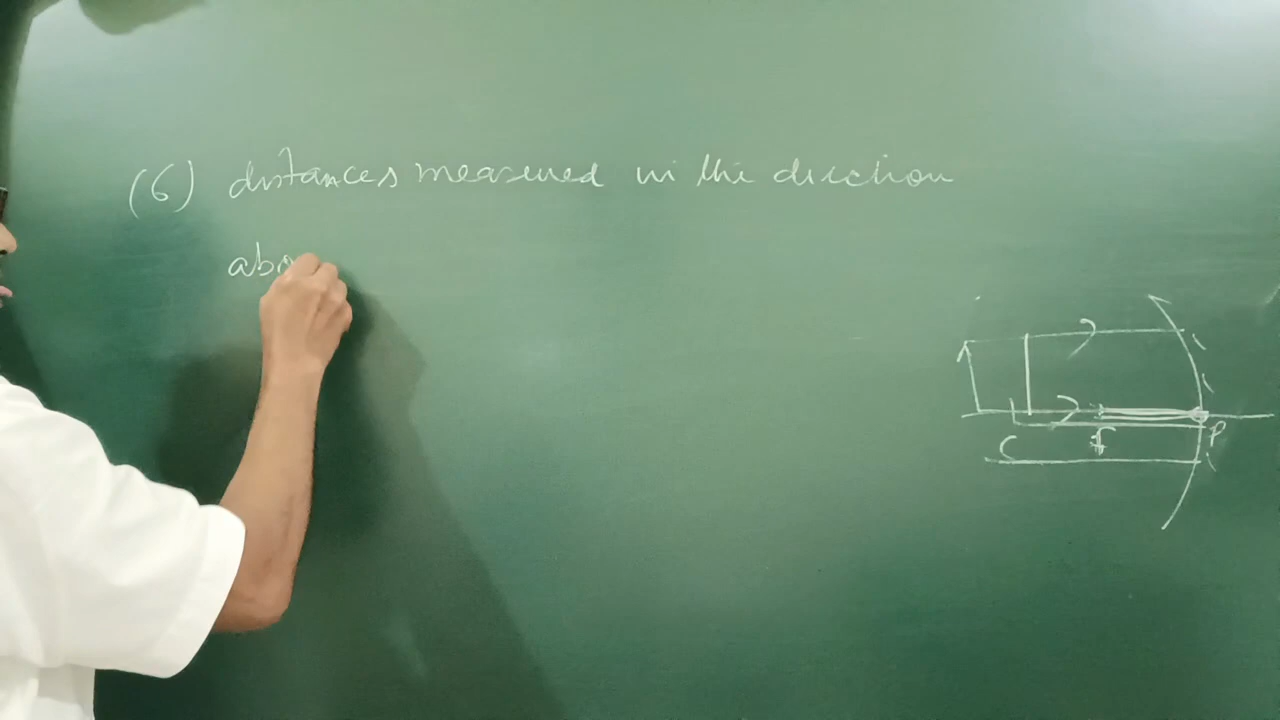 (6) distances measured in the direction
abo
C F P